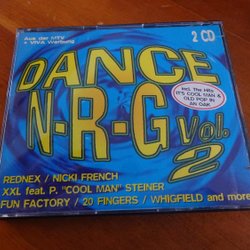 Aus der MTV
+ VIVA Werbung
2 CD
DANCE
N-R-G Vol.
2
incl. The Hits
IT'S COOL MAN &
OLD POP IN
AN OAK
REDNEX / NICKI FRENCH
XXL feat. P. "COOL MAN" STEINER
FUN FACTORY / 20 FINGERS / WHIGFIELD and more